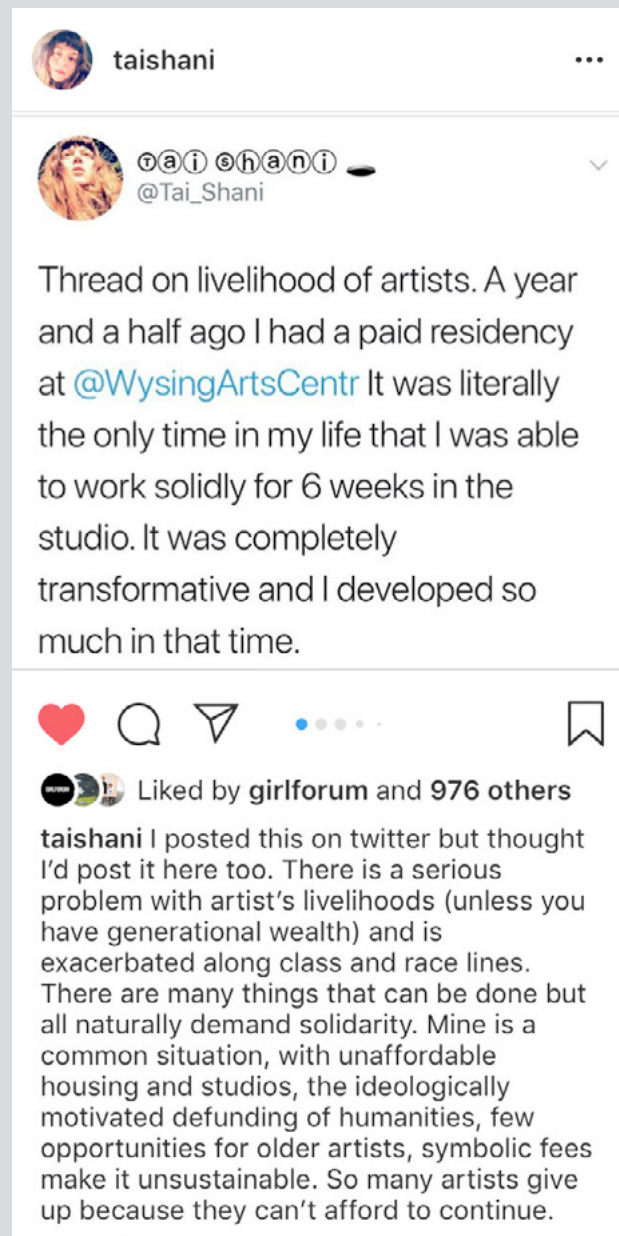 taishani
Ⓣⓐⓘ Ⓢⓗⓐⓝⓘ
@Tai_Shani
Thread on livelihood of artists. A year
and a half ago I had a paid residency
at @WysingArtsCentr It was literally
the only time in my life that I was able
to work solidly for 6 weeks in the
studio. It was completely
transformative and I developed so
much in that time.
Liked by girlforum and 976 others
taishani I posted this on twitter but thought
I'd post it here too. There is a serious
problem with artist's livelihoods (unless you
have generational wealth) and is
exacerbated along class and race lines.
There are many things that can be done but
all naturally demand solidarity. Mine is a
common situation, with unaffordable
housing and studios, the ideologically
motivated defunding of humanities, few
opportunities for older artists, symbolic fees
make it unsustainable. So many artists give
up because they can't afford to continue.